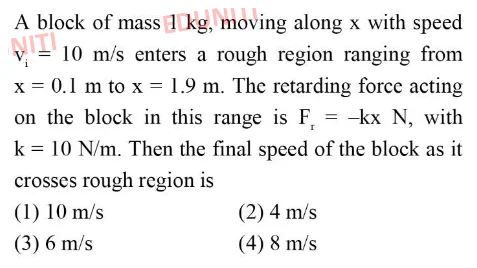 A block of mass 1 kg, moving along x with speed
vᵢ = 10 m/s enters a rough region ranging from
x = 0.1 m to x = 1.9 m. The retarding force acting
on the block in this range is Fᵣ = –kx N, with
k = 10 N/m. Then the final speed of the block as it
crosses rough region is
(1) 10 m/s (2) 4 m/s
(3) 6 m/s (4) 8 m/s